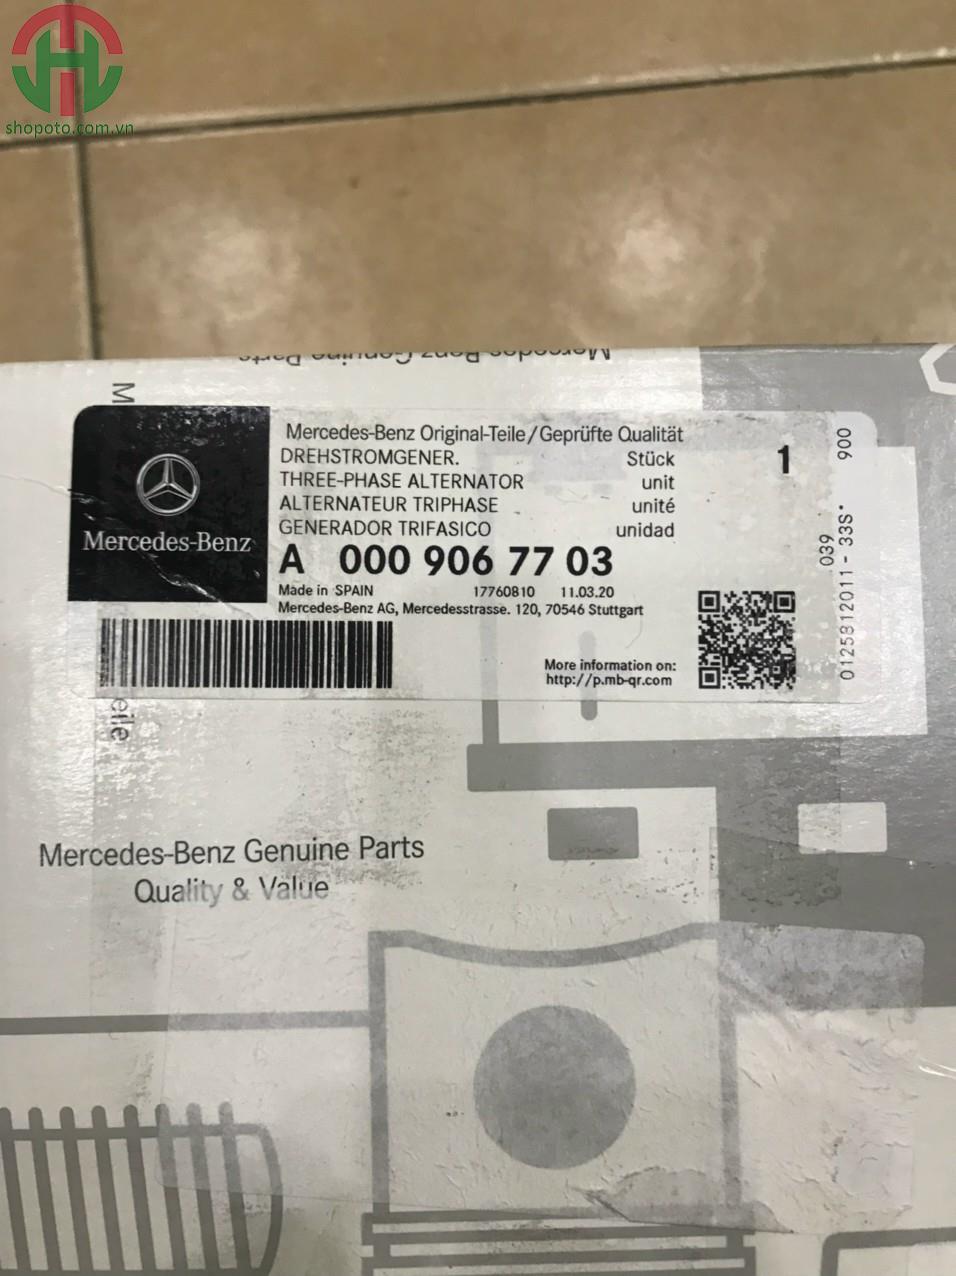 shopoto.com.vn
Mercedes-Benz Genuine Parts
M
Mercedes-Benz Original-Teile/Geprüfte Qualität
DREHSTROMGENER. Stück 1
THREE-PHASE ALTERNATOR unit
ALTERNATEUR TRIPHASE unité
GENERADOR TRIFASICO unidad
Mercedes-Benz
A 000 906 77 03
Made in SPAIN 17760810 11.03.20
Mercedes-Benz AG, Mercedesstrasse. 120, 70546 Stuttgart
More information on:
http://p.mb-qr.com
900
039
0125812011 - 33S*
eile
Mercedes-Benz Genuine Parts
Quality & Value